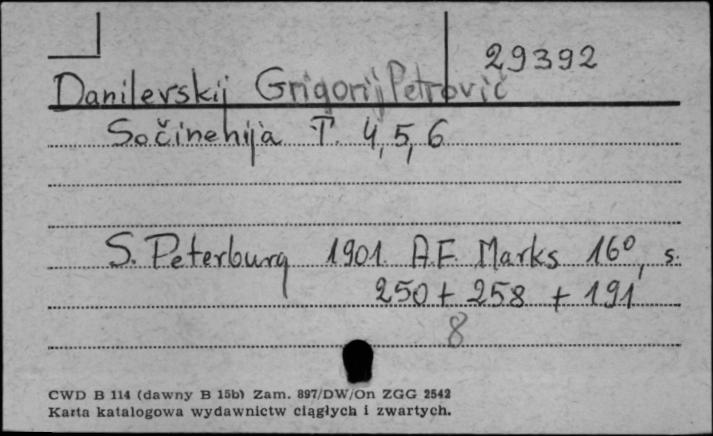 29392
Danilevskij Grigorij Petrovič
Sočinenija T. 4, 5, 6
S. Peterburg 1901. A.F. Marks 16°, s.
250 + 258 + 191
8
CWD B 114 (dawny B 15b) Zam. 897/DW/On ZGG 2542
Karta katalogowa wydawnictw ciągłych i zwartych.